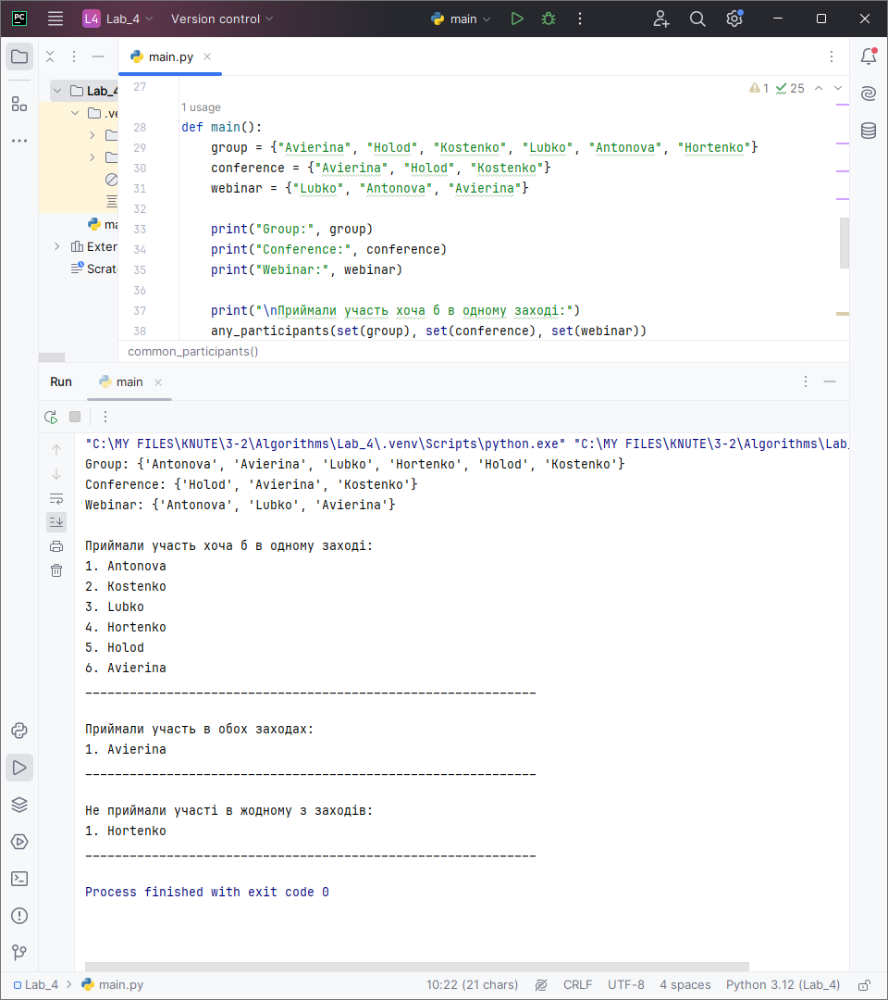 PC L4 Lab_4 Version control main
main.py
Lab_4
.ve
ma
Exter
Scrat
1 25
27
1 usage
28 def main():
29 group = {"Avierina", "Holod", "Kostenko", "Lubko", "Antonova", "Hortenko"}
30 conference = {"Avierina", "Holod", "Kostenko"}
31 webinar = {"Lubko", "Antonova", "Avierina"}
32
33 print("Group:", group)
34 print("Conference:", conference)
35 print("Webinar:", webinar)
36
37 print("\nПриймали участь хоча б в одному заході:")
38 any_participants(set(group), set(conference), set(webinar))
common_participants()
Run main
"C:\MY FILES\KNUTE\3-2\Algorithms\Lab_4\.venv\Scripts\python.exe" "C:\MY FILES\KNUTE\3-2\Algorithms\Lab_
Group: {'Antonova', 'Avierina', 'Lubko', 'Hortenko', 'Holod', 'Kostenko'}
Conference: {'Holod', 'Avierina', 'Kostenko'}
Webinar: {'Antonova', 'Lubko', 'Avierina'}
Приймали участь хоча б в одному заході:
1. Antonova
2. Kostenko
3. Lubko
4. Hortenko
5. Holod
6. Avierina
_____________________________________________________________
Приймали участь в обох заходах:
1. Avierina
_____________________________________________________________
Не приймали участі в жодному з заходів:
1. Hortenko
_____________________________________________________________
Process finished with exit code 0
Lab_4 > main.py 10:22 (21 chars) CRLF UTF-8 4 spaces Python 3.12 (Lab_4)